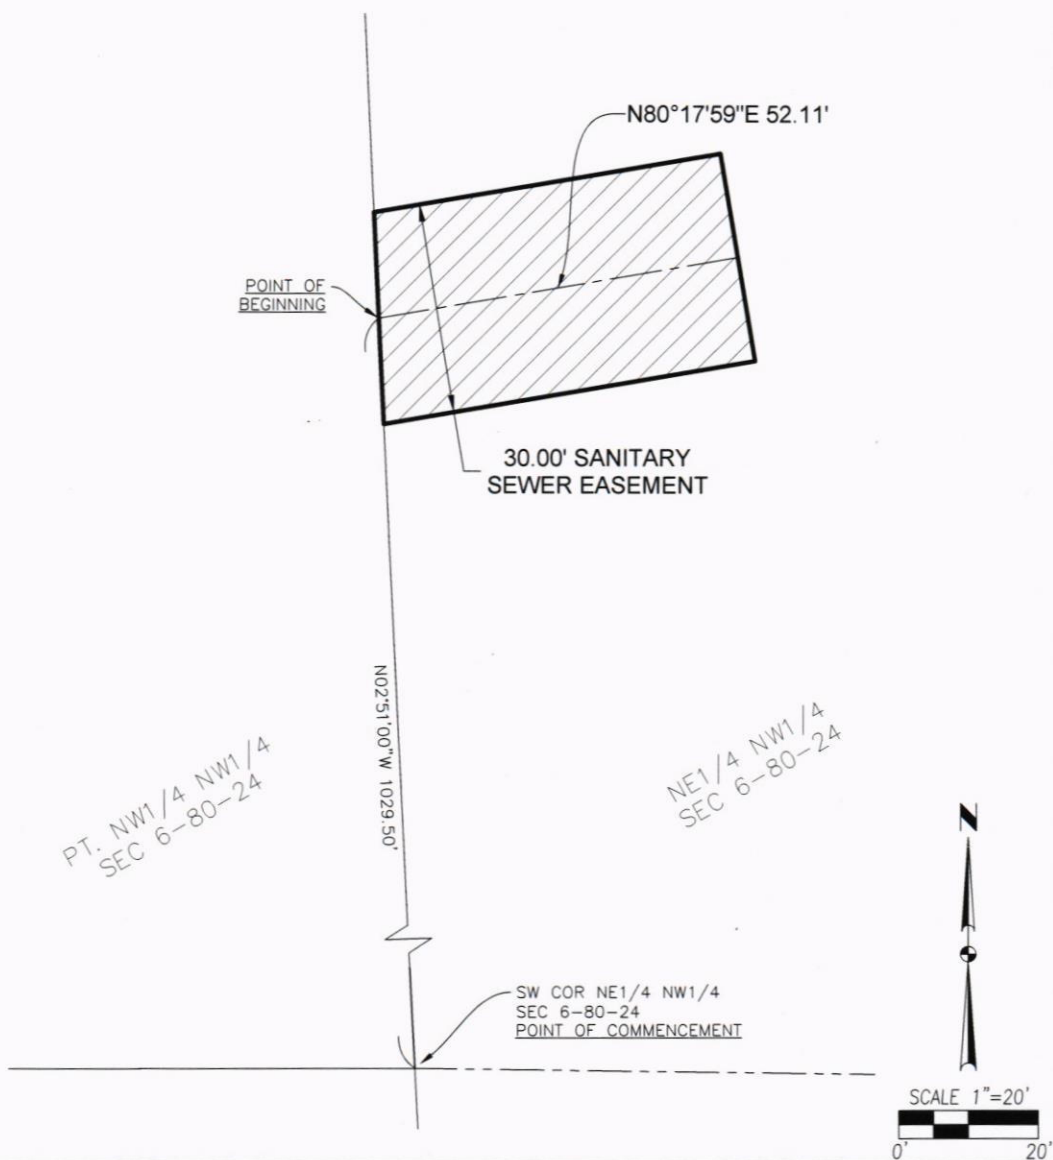 N80°17'59"E 52.11'
POINT OF
BEGINNING
30.00' SANITARY
SEWER EASEMENT
N02°51'00"W 1029.50'
PT. NW1/4 NW1/4
SEC 6-80-24
NE1/4 NW1/4
SEC 6-80-24
N
SW COR NE1/4 NW1/4
SEC 6-80-24
POINT OF COMMENCEMENT
SCALE 1"=20'
0' 20'